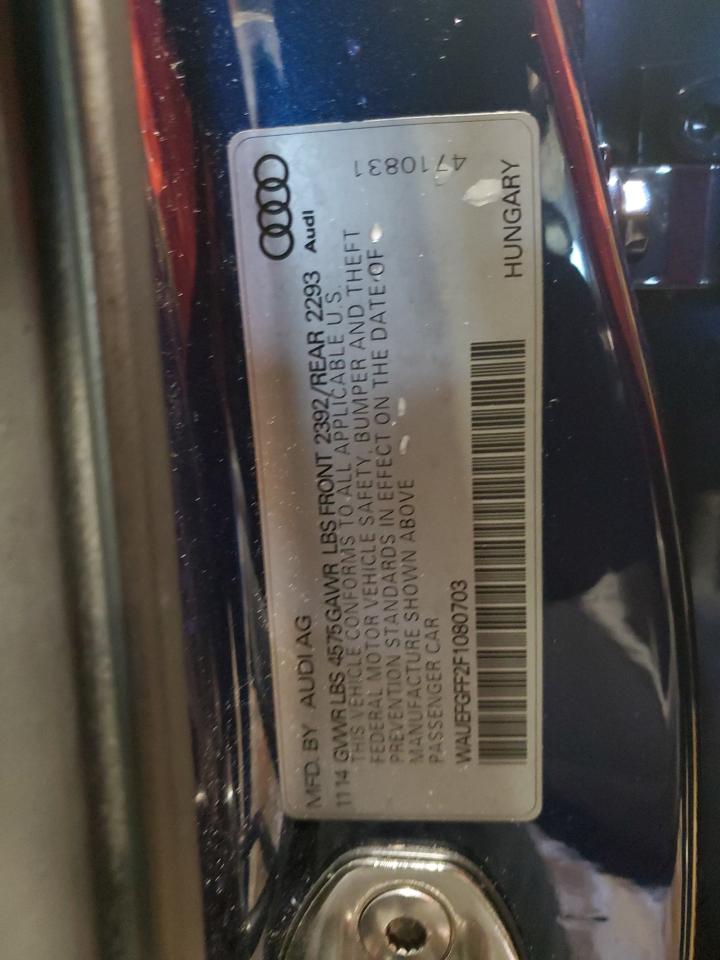 Audi
4710831
MFD. BY AUDI AG
11 14 GVWR LBS 4575 GAWR LBS FRONT 2392/REAR 2293
THIS VEHICLE CONFORMS TO ALL APPLICABLE U.S.
FEDERAL MOTOR VEHICLE SAFETY, BUMPER AND THEFT
PREVENTION STANDARDS IN EFFECT ON THE DATE OF
MANUFACTURE SHOWN ABOVE
PASSENGER CAR
WAUEFGFF2F1080703
HUNGARY